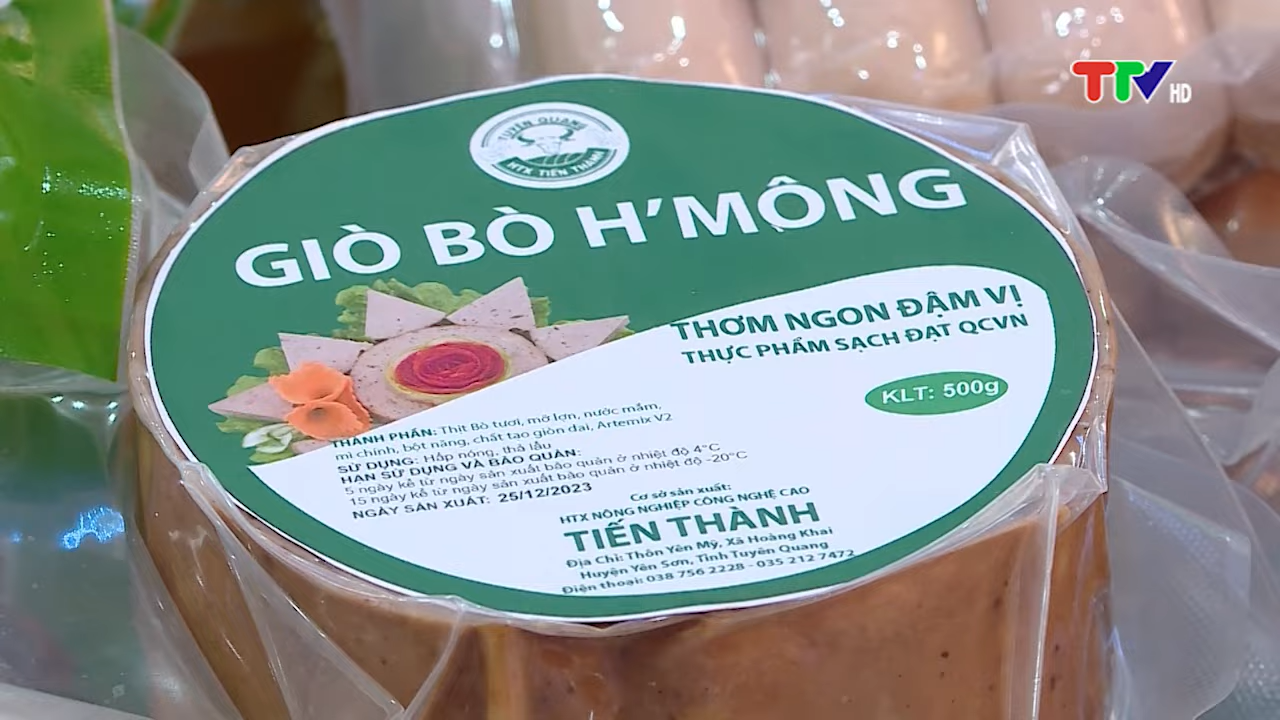 TTV HD
TUYÊN QUANG
HTX TIẾN THÀNH
GIÒ BÒ H'MÔNG
THƠM NGON ĐẬM VỊ
THỰC PHẨM SẠCH ĐẠT QCVN
KLT: 500g
THÀNH PHẦN: Thịt Bò tươi, mỡ lợn, nước mắm,
mì chính, bột năng, chất tạo giòn dai, Artemix V2
SỬ DỤNG: Hấp nóng, thả lẩu
HẠN SỬ DỤNG VÀ BẢO QUẢN:
5 ngày kể từ ngày sản xuất bảo quản ở nhiệt độ 4°C
15 ngày kể từ ngày sản xuất bảo quản ở nhiệt độ -20°C
NGÀY SẢN XUẤT: 25/12/2023
Cơ sở sản xuất:
HTX NÔNG NGHIỆP CÔNG NGHỆ CAO
TIẾN THÀNH
Địa Chỉ: Thôn Yên Mỹ, Xã Hoàng Khai
Huyện Yên Sơn, Tỉnh Tuyên Quang
Điện thoại: 038 756 2228 - 035 212 7472